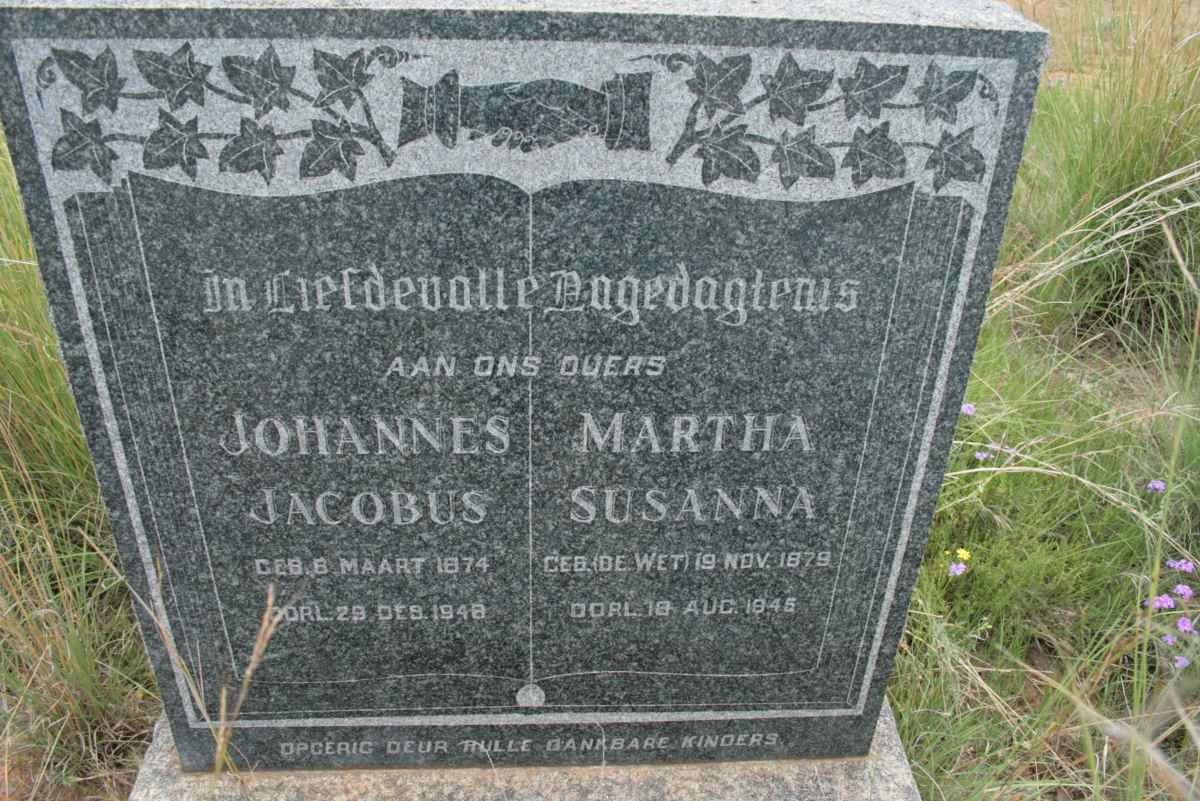 In Liefdevolle Nagedagtenis
AAN ONS OUERS
JOHANNES
JACOBUS
GEB. 6 MAART 1874
OORL. 29 DES. 1948
MARTHA
SUSANNA
GEB. (DE WET) 19 NOV. 1879
OORL. 18 AUG. 1945
OPGERIG DEUR HULLE DANKBARE KINDERS